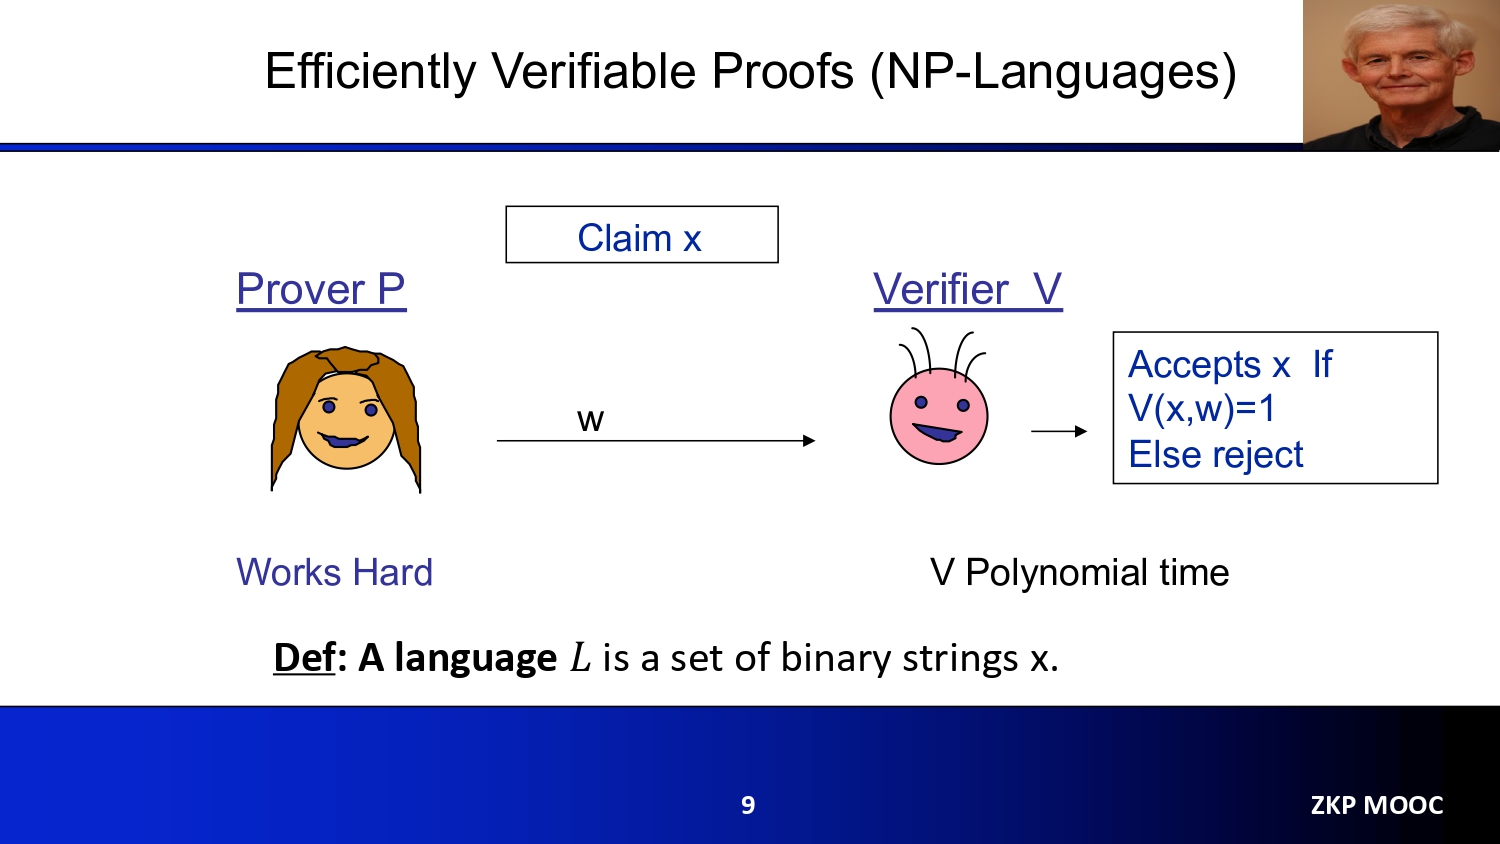 Efficiently Verifiable Proofs (NP-Languages)
Claim x
Prover P
Verifier V
w
Accepts x If
V(x,w)=1
Else reject
Works Hard
V Polynomial time
Def: A language L is a set of binary strings x.
9
ZKP MOOC